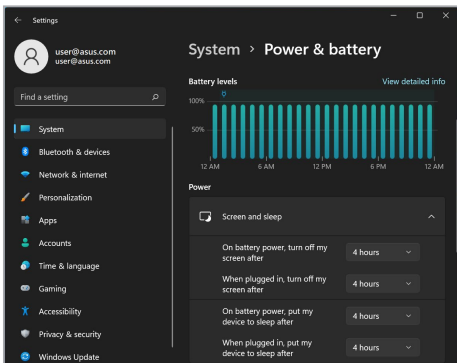 Settings
user@asus.com
user@asus.com
Find a setting
System
Bluetooth & devices
Network & internet
Personalization
Apps
Accounts
Time & language
Gaming
Accessibility
Privacy & security
Windows Update
System > Power & battery
Battery levels
View detailed info
100%
50%
12 AM 6 AM 12 PM 6 PM 12 AM
Power
Screen and sleep
On battery power, turn off my
screen after
4 hours
When plugged in, turn off my
screen after
4 hours
On battery power, put my
device to sleep after
4 hours
When plugged in, put my
device to sleep after
4 hours